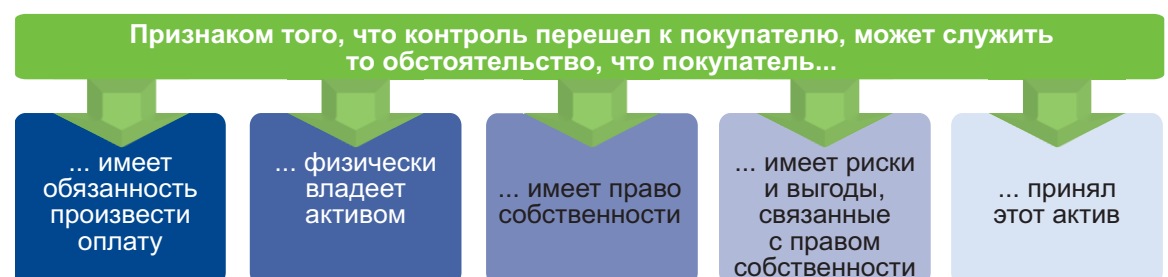 Признаком того, что контроль перешел к покупателю, может служить
то обстоятельство, что покупатель...
... имеет
обязанность
произвести
оплату
... физически
владеет
активом
... имеет право
собственности
... имеет риски
и выгоды,
связанные
с правом
собственности
... принял
этот актив